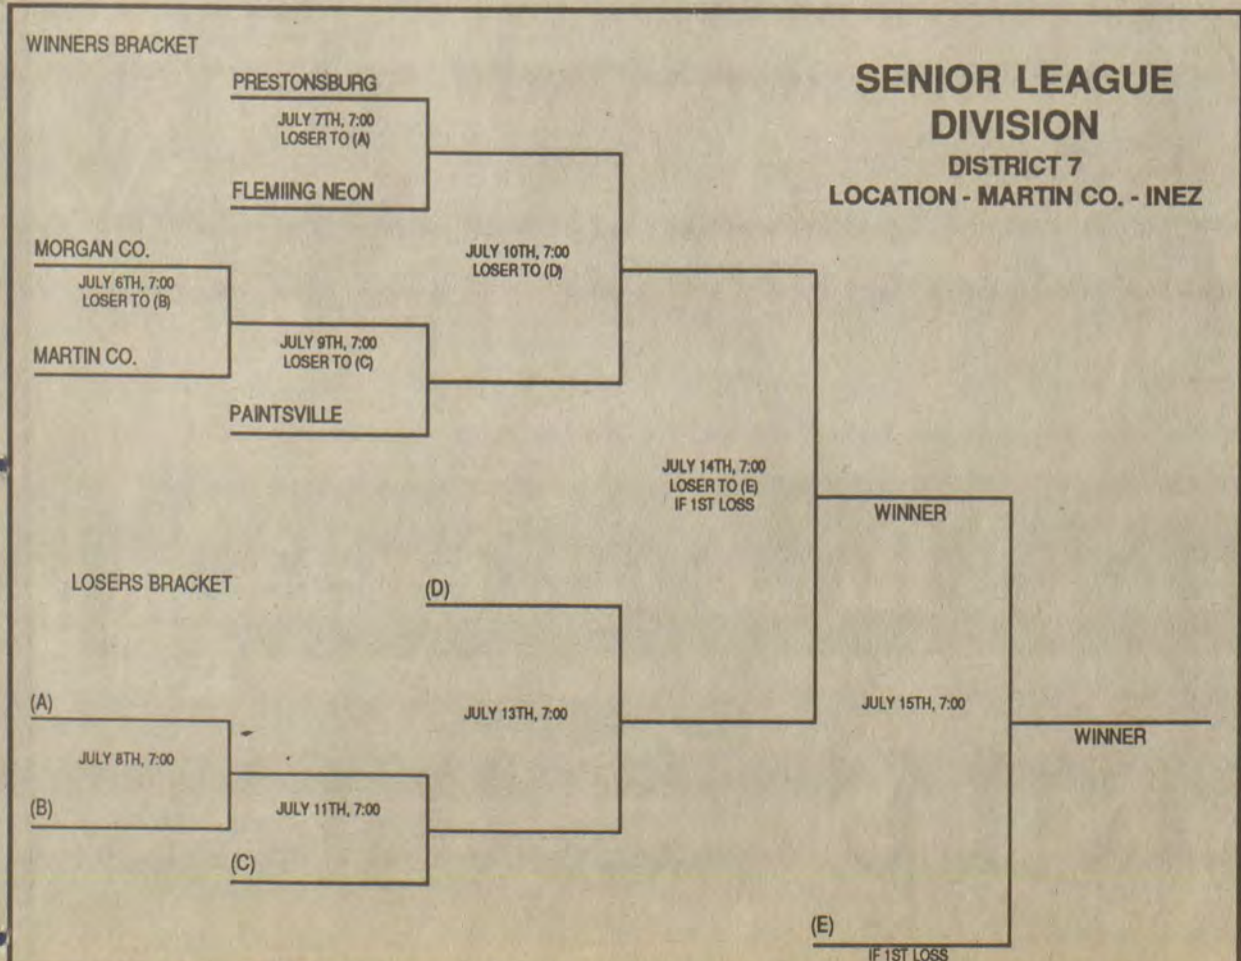 WINNERS BRACKET
SENIOR LEAGUE
DIVISION
DISTRICT 7
LOCATION - MARTIN CO. - INEZ
PRESTONSBURG
JULY 7TH, 7:00
LOSER TO (A)
FLEMIING NEON
MORGAN CO.
JULY 6TH, 7:00
LOSER TO (B)
MARTIN CO.
JULY 10TH, 7:00
LOSER TO (D)
JULY 9TH, 7:00
LOSER TO (C)
PAINTSVILLE
JULY 14TH, 7:00
LOSER TO (E)
IF 1ST LOSS
WINNER
LOSERS BRACKET
(D)
(A)
JULY 8TH, 7:00
(B)
JULY 13TH, 7:00
JULY 11TH, 7:00
(C)
JULY 15TH, 7:00
WINNER
(E)
IF 1ST LOSS